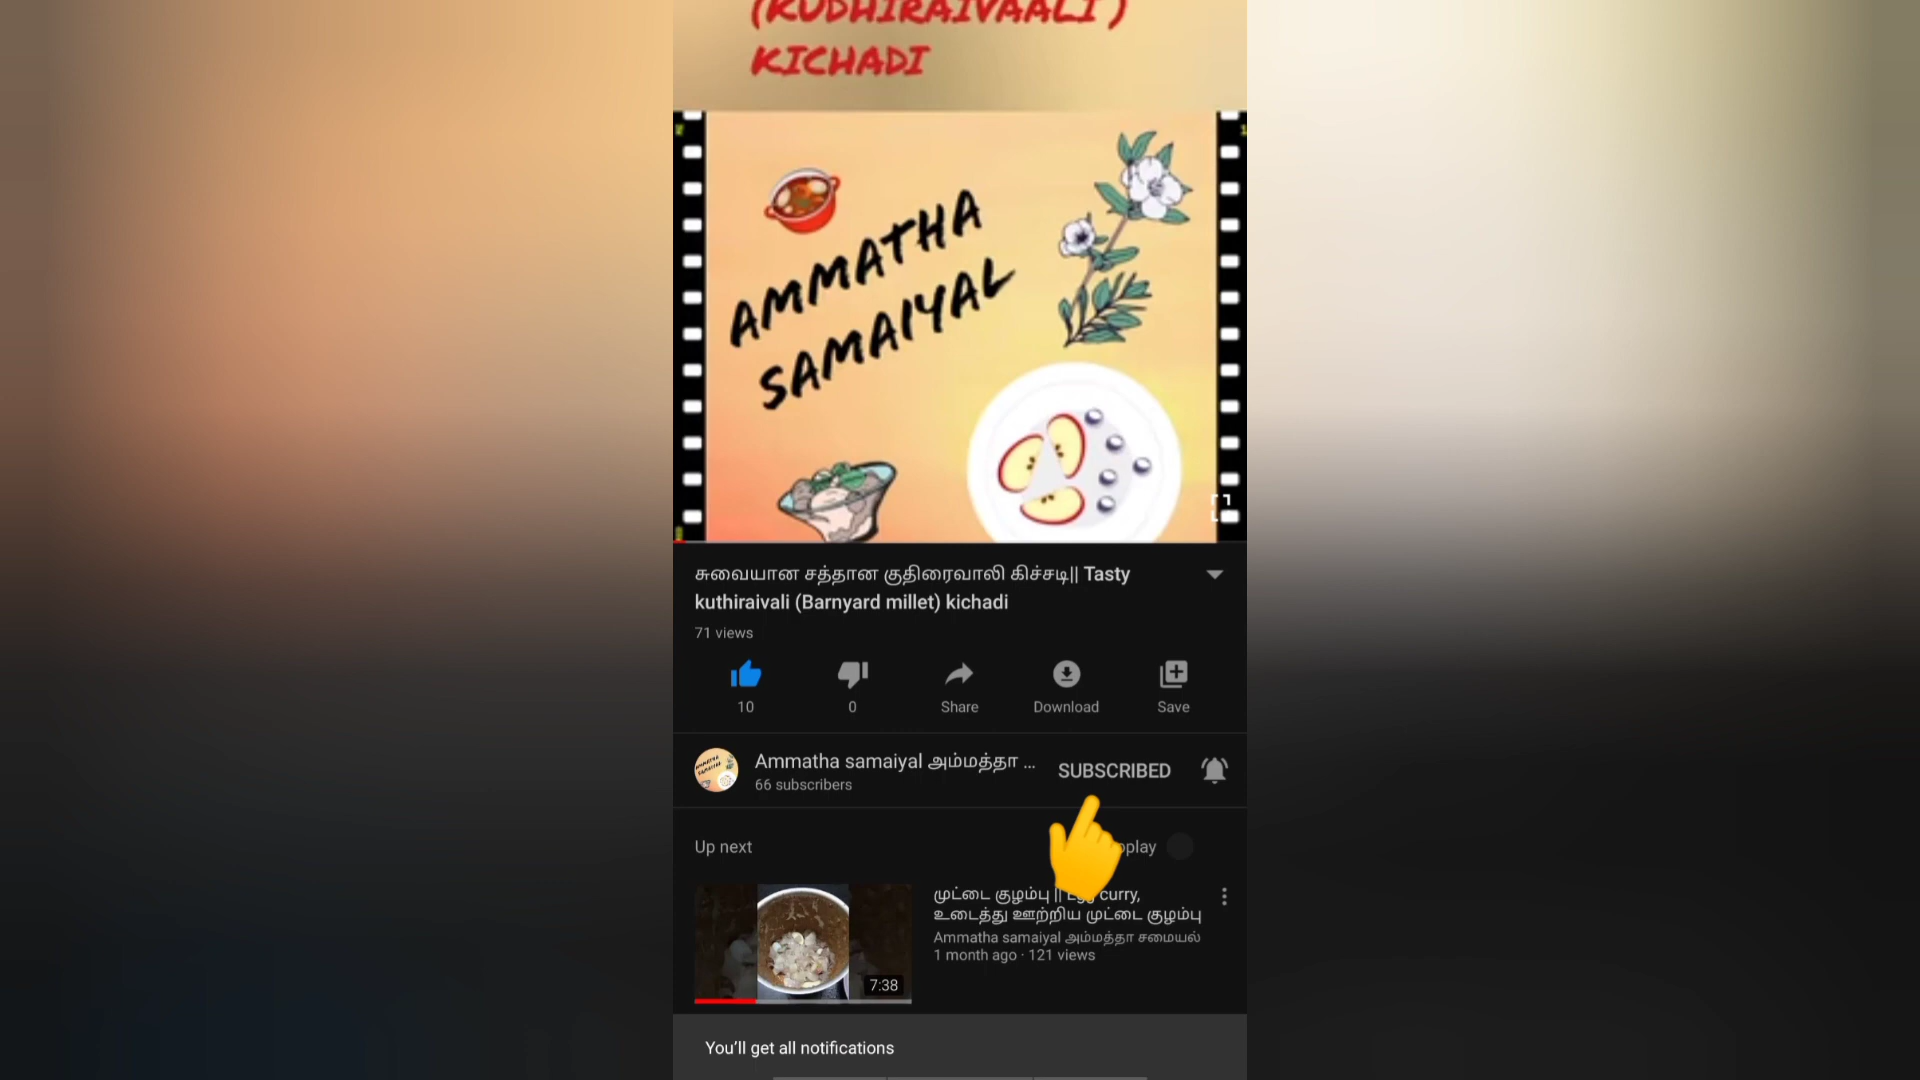 (KUDHIRAIVAALI)
KICHADI
AMMATHA
SAMAIYAL
சுவையான சத்தான குதிரைவாலி கிச்சடி|| Tasty
kuthiraivali (Barnyard millet) kichadi
71 views
10
0
Share
Download
Save
Ammatha samaiyal அம்மத்தா ...
66 subscribers
SUBSCRIBED
Up next
முட்டை குழம்பு || Egg curry,
உடைத்து ஊற்றிய முட்டை குழம்பு
Ammatha samaiyal அம்மத்தா சமையல்
1 month ago · 121 views
7:38
You'll get all notifications